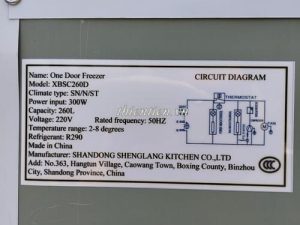 Name: One Door Freezer
Model: XBSC260D
Climate type: SN/N/ST
Power input: 300W
Capacity: 260L
Voltage: 220V
Rated frequency: 50HZ
Temperature range: 2-8 degrees
Refrigerant: R290
Made in China
Manufacturer: SHANDONG SHENGLANG KITCHEN CO.,LTD
Add: No.363, Hangtun Village, Caowang Town, Boxing County, Binzhou
City, Shandong Province, China
CIRCUIT DIAGRAM
THERMOSTAT
CCC